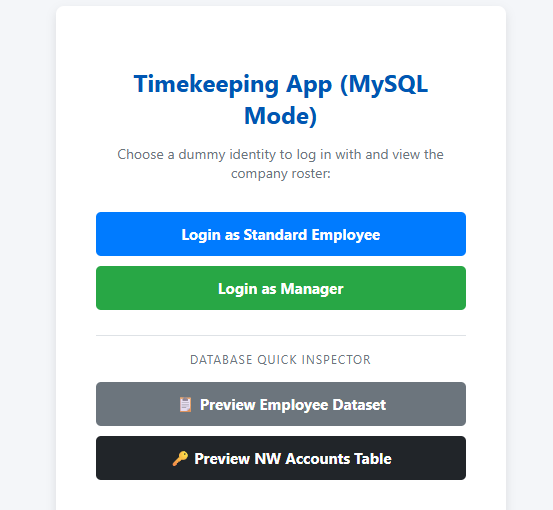 Timekeeping App (MySQL
Mode)
Choose a dummy identity to log in with and view the
company roster:
Login as Standard Employee
Login as Manager
DATABASE QUICK INSPECTOR
📋 Preview Employee Dataset
🔑 Preview NW Accounts Table